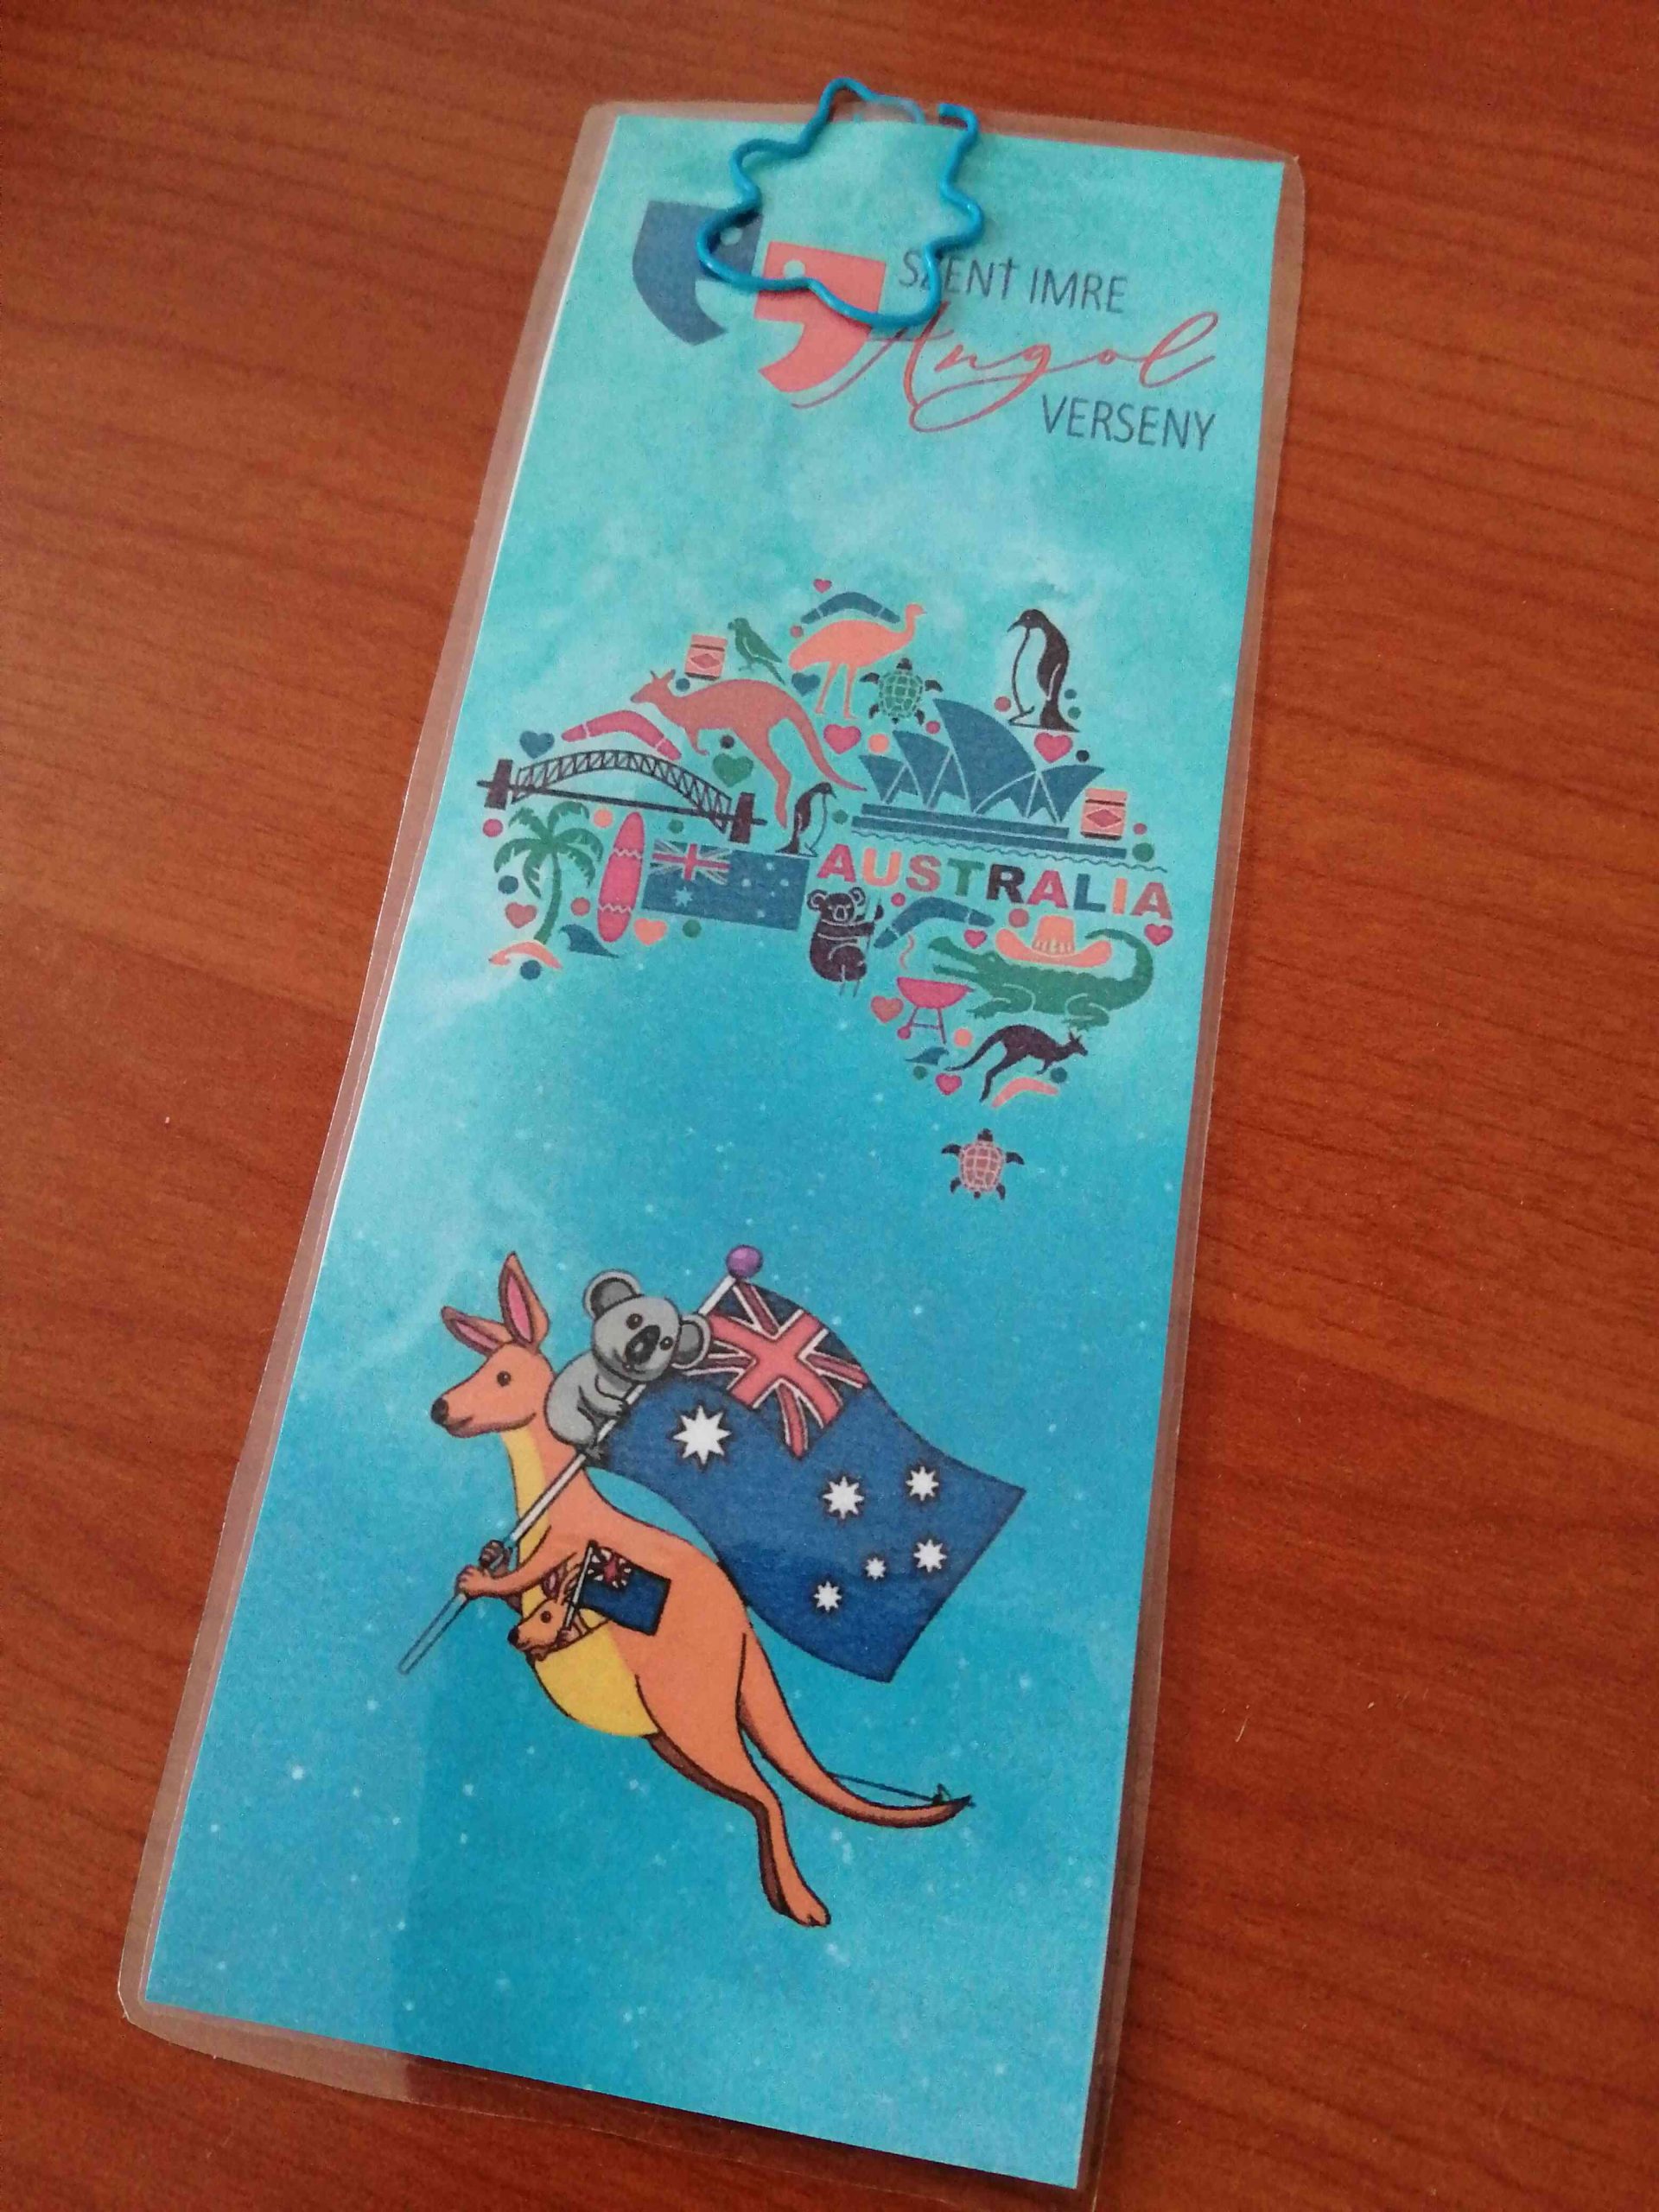 SZENT IMRE
Angol
VERSENY
AUSTRALIA